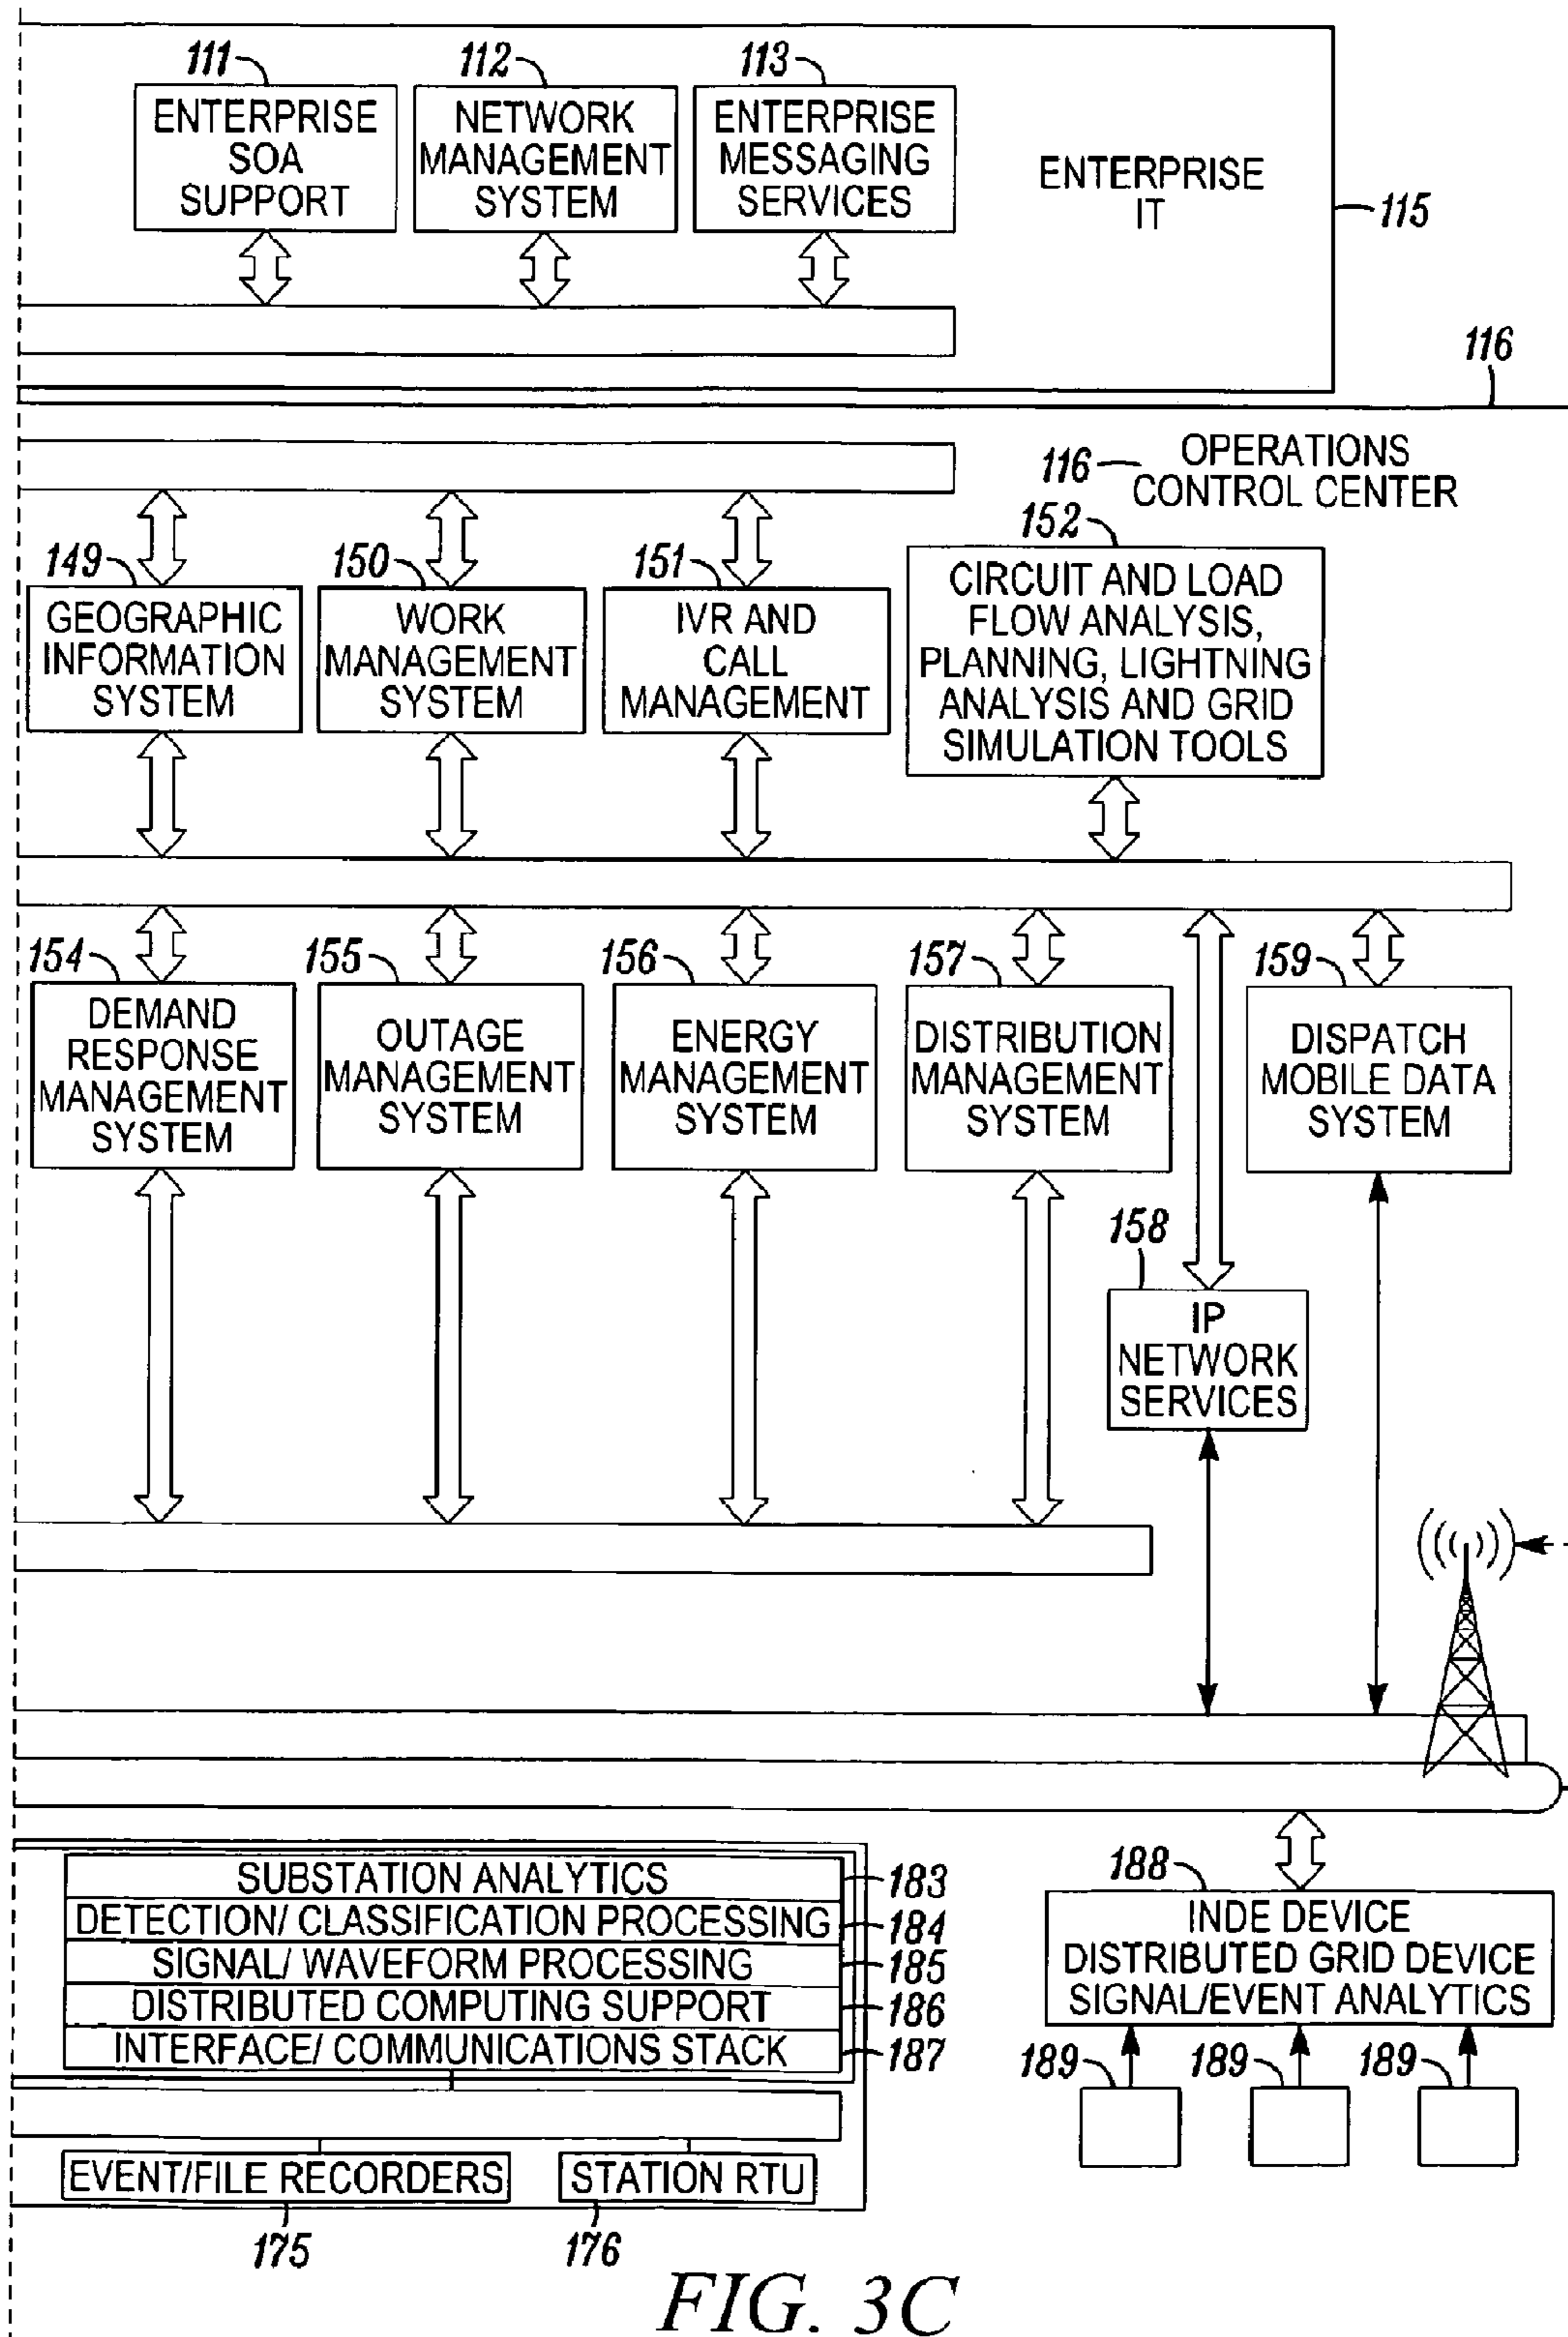 111
112
113
ENTERPRISE
SOA
SUPPORT
NETWORK
MANAGEMENT
SYSTEM
ENTERPRISE
MESSAGING
SERVICES
ENTERPRISE
IT
115
116
116
OPERATIONS
CONTROL CENTER
149
150
151
152
GEOGRAPHIC
INFORMATION
SYSTEM
WORK
MANAGEMENT
SYSTEM
IVR AND
CALL
MANAGEMENT
CIRCUIT AND LOAD
FLOW ANALYSIS,
PLANNING, LIGHTNING
ANALYSIS AND GRID
SIMULATION TOOLS
154
155
156
157
159
DEMAND
RESPONSE
MANAGEMENT
SYSTEM
OUTAGE
MANAGEMENT
SYSTEM
ENERGY
MANAGEMENT
SYSTEM
DISTRIBUTION
MANAGEMENT
SYSTEM
DISPATCH
MOBILE DATA
SYSTEM
158
IP
NETWORK
SERVICES
SUBSTATION ANALYTICS
183
DETECTION/ CLASSIFICATION PROCESSING
184
SIGNAL/ WAVEFORM PROCESSING
185
DISTRIBUTED COMPUTING SUPPORT
186
INTERFACE/ COMMUNICATIONS STACK
187
188
INDE DEVICE
DISTRIBUTED GRID DEVICE
SIGNAL/EVENT ANALYTICS
189
189
189
EVENT/FILE RECORDERS
STATION RTU
175
176
FIG. 3C